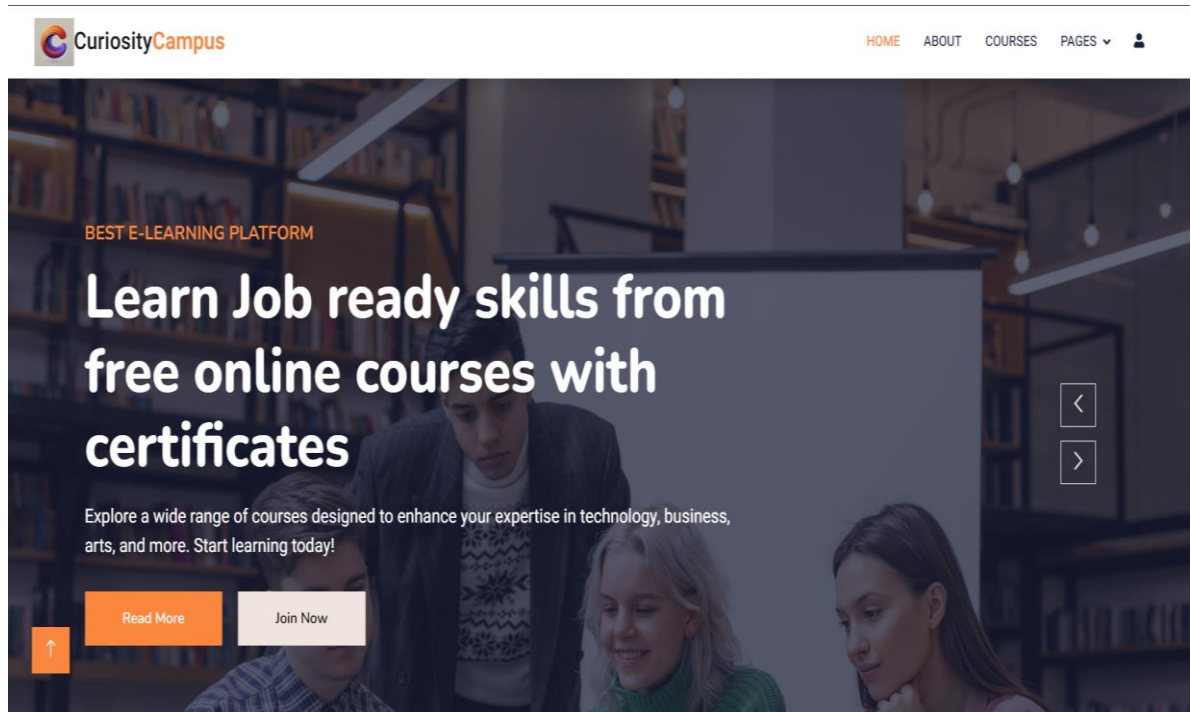 CuriosityCampus
HOME ABOUT COURSES PAGES
BEST E-LEARNING PLATFORM
Learn Job ready skills from
free online courses with
certificates
Explore a wide range of courses designed to enhance your expertise in technology, business,
arts, and more. Start learning today!
Read More Join Now